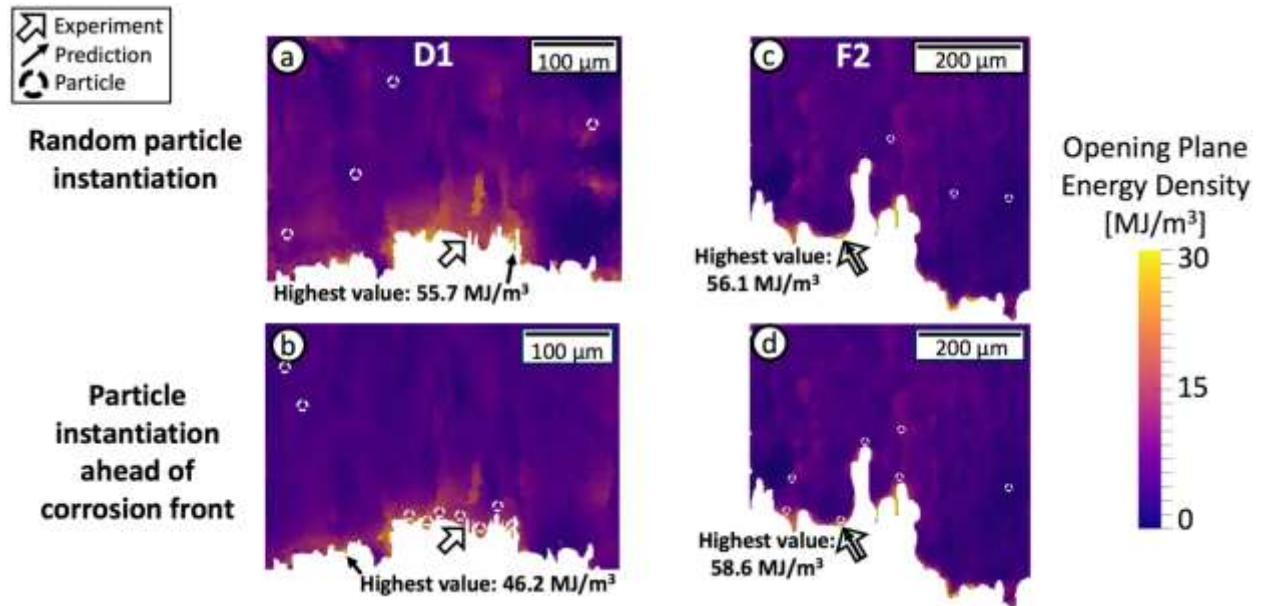 Experiment
Prediction
Particle
Random particle
instantiation
a
D1
100 µm
Highest value: 55.7 MJ/m³
c
F2
200 µm
Highest value:
56.1 MJ/m³
Opening Plane
Energy Density
[MJ/m³]
30
15
0
Particle
instantiation
ahead of
corrosion front
b
100 µm
Highest value: 46.2 MJ/m³
d
200 µm
Highest value:
58.6 MJ/m³